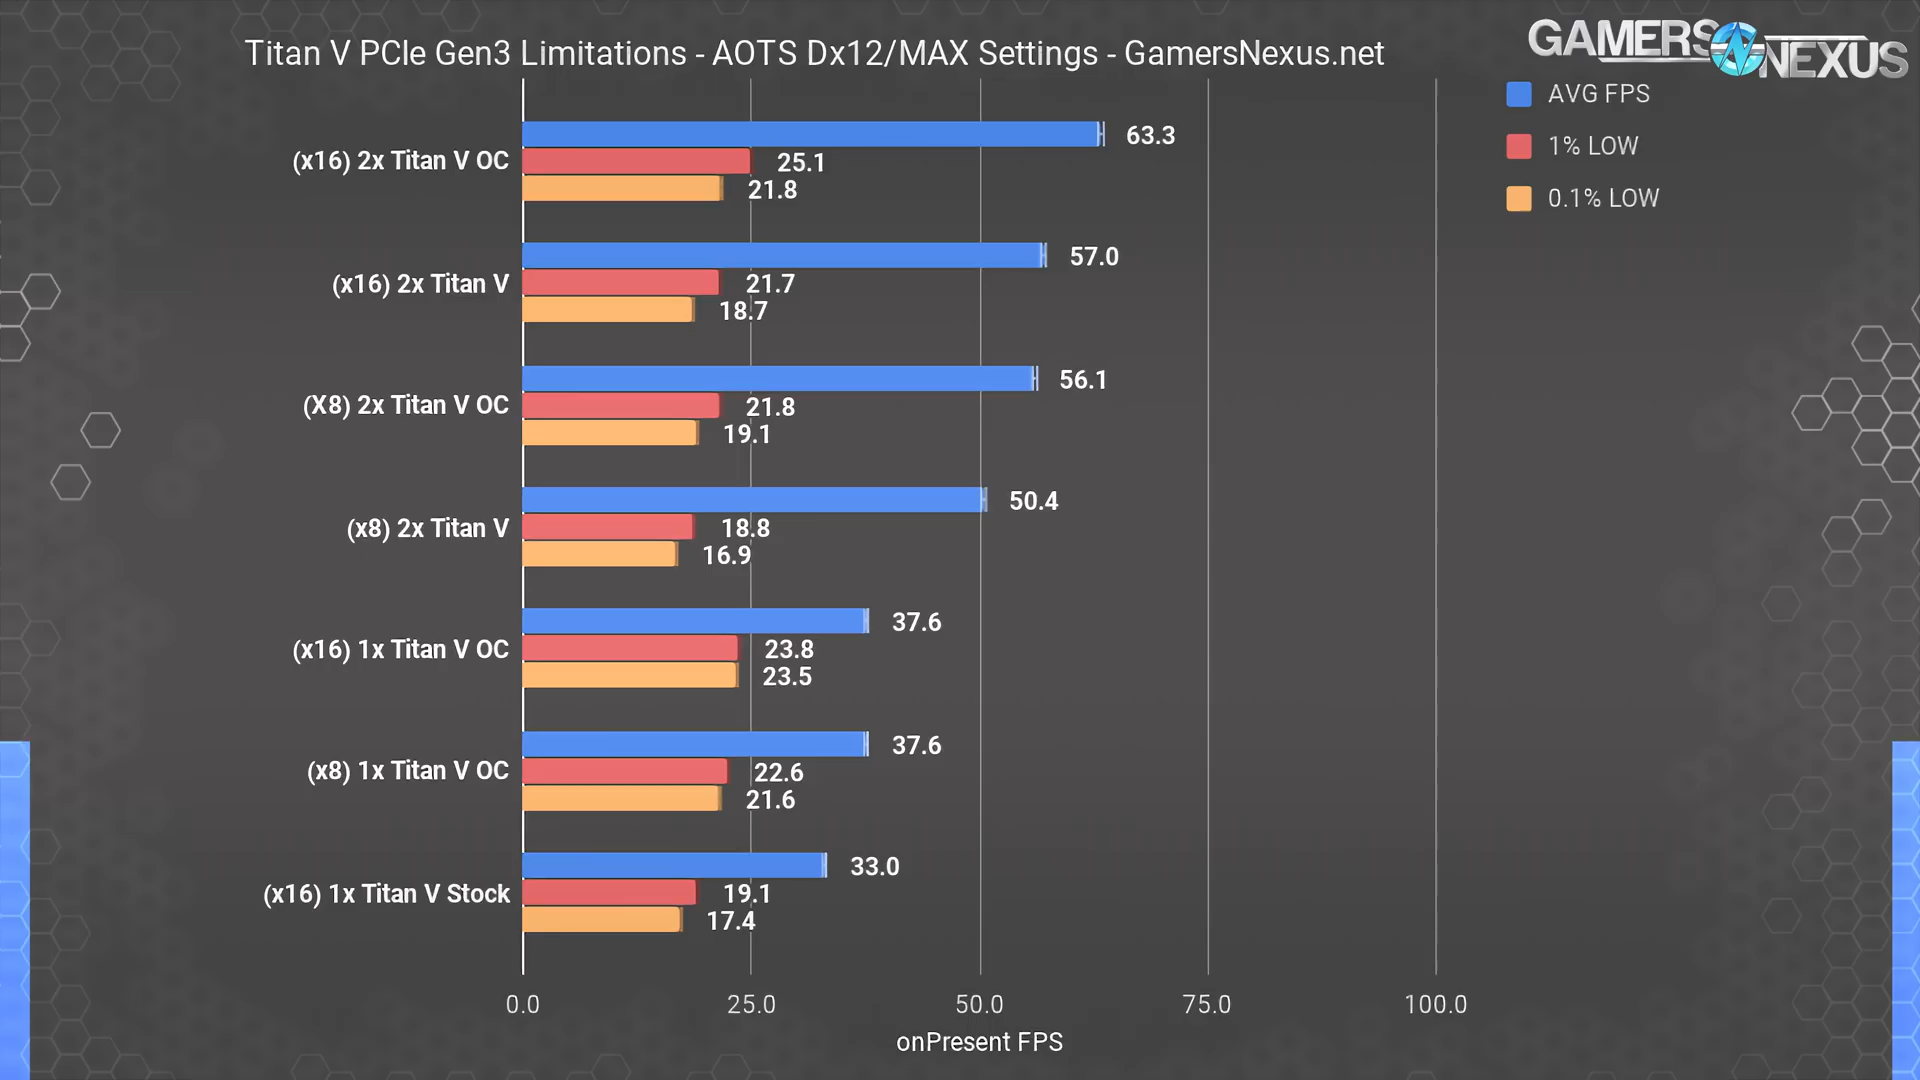 Titan V PCIe Gen3 Limitations - AOTS Dx12/MAX Settings - GamersNexus.net
GAMERS NEXUS
AVG FPS
1% LOW
0.1% LOW
(x16) 2x Titan V OC
63.3
25.1
21.8
(x16) 2x Titan V
57.0
21.7
18.7
(X8) 2x Titan V OC
56.1
21.8
19.1
(x8) 2x Titan V
50.4
18.8
16.9
(x16) 1x Titan V OC
37.6
23.8
23.5
(x8) 1x Titan V OC
37.6
22.6
21.6
(x16) 1x Titan V Stock
33.0
19.1
17.4
0.0 25.0 50.0 75.0 100.0
onPresent FPS